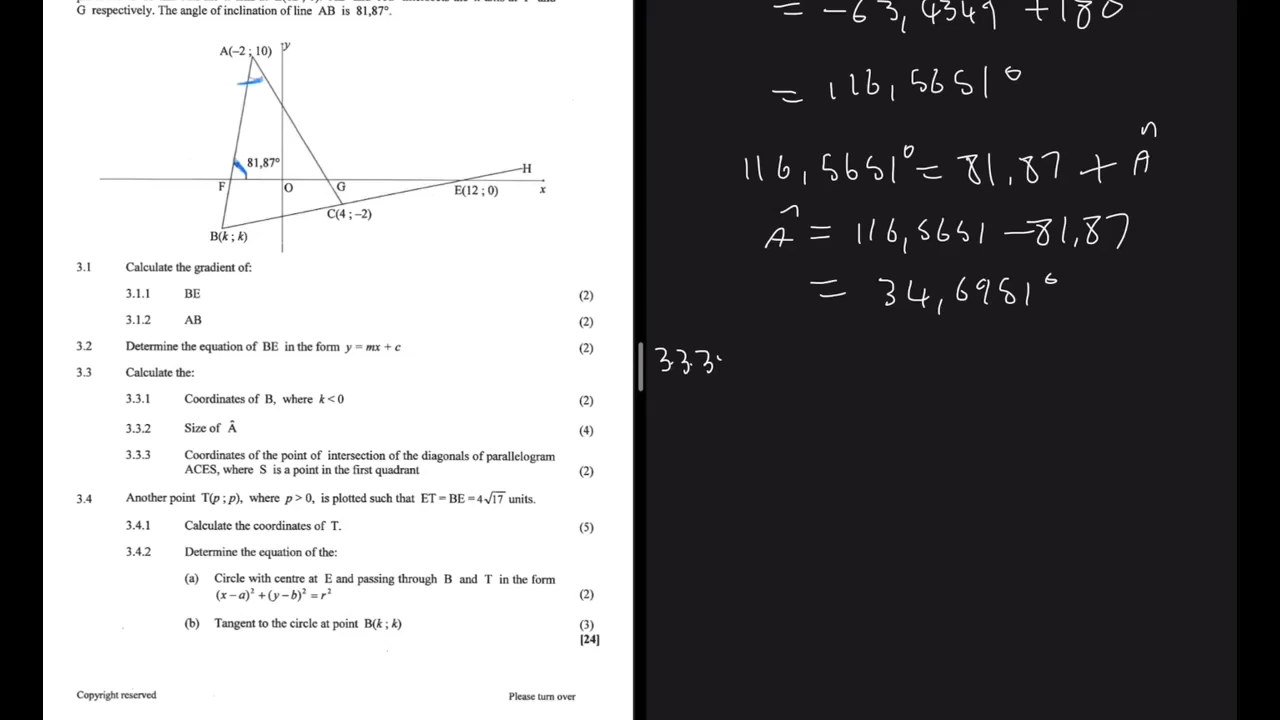 G respectively. The angle of inclination of line AB is 81,87°.
A(–2 ; 10)
y
81,87°
H
F
O
G
E(12 ; 0)
x
C(4 ; –2)
B(k ; k)
3.1 Calculate the gradient of:
3.1.1 BE (2)
3.1.2 AB (2)
3.2 Determine the equation of BE in the form y = mx + c (2)
3.3 Calculate the:
3.3.1 Coordinates of B, where k < 0 (2)
3.3.2 Size of Â (4)
3.3.3 Coordinates of the point of intersection of the diagonals of parallelogram
ACES, where S is a point in the first quadrant (2)
3.4 Another point T(p ; p), where p > 0, is plotted such that ET = BE = 4√17 units.
3.4.1 Calculate the coordinates of T. (5)
3.4.2 Determine the equation of the:
(a) Circle with centre at E and passing through B and T in the form
(x – a)² + (y – b)² = r² (2)
(b) Tangent to the circle at point B(k ; k) (3)
[24]
Copyright reserved Please turn over
= –63,4349 + 180
= 116,5651°
116,5651° = 81,87 + Â
Â = 116,5651 – 81,87
= 34,6951°
3.3.3.